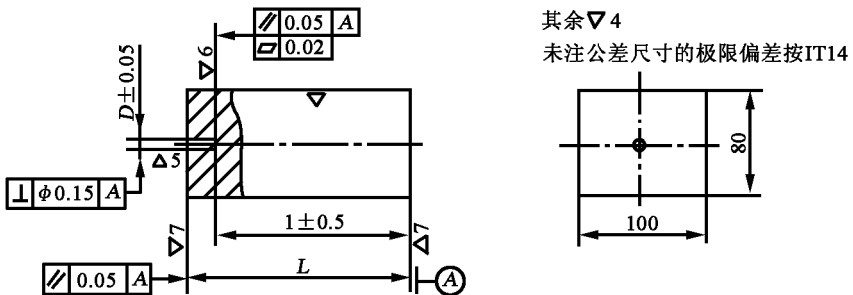 ⫽ 0.05 A
⏥ 0.02
▽6
D±0.05
▽
△5
⊥ ϕ0.15 A
1±0.5
▽7
▽7
⫽ 0.05 A
L
A
其余▽4
未注公差尺寸的极限偏差按IT14
80
100